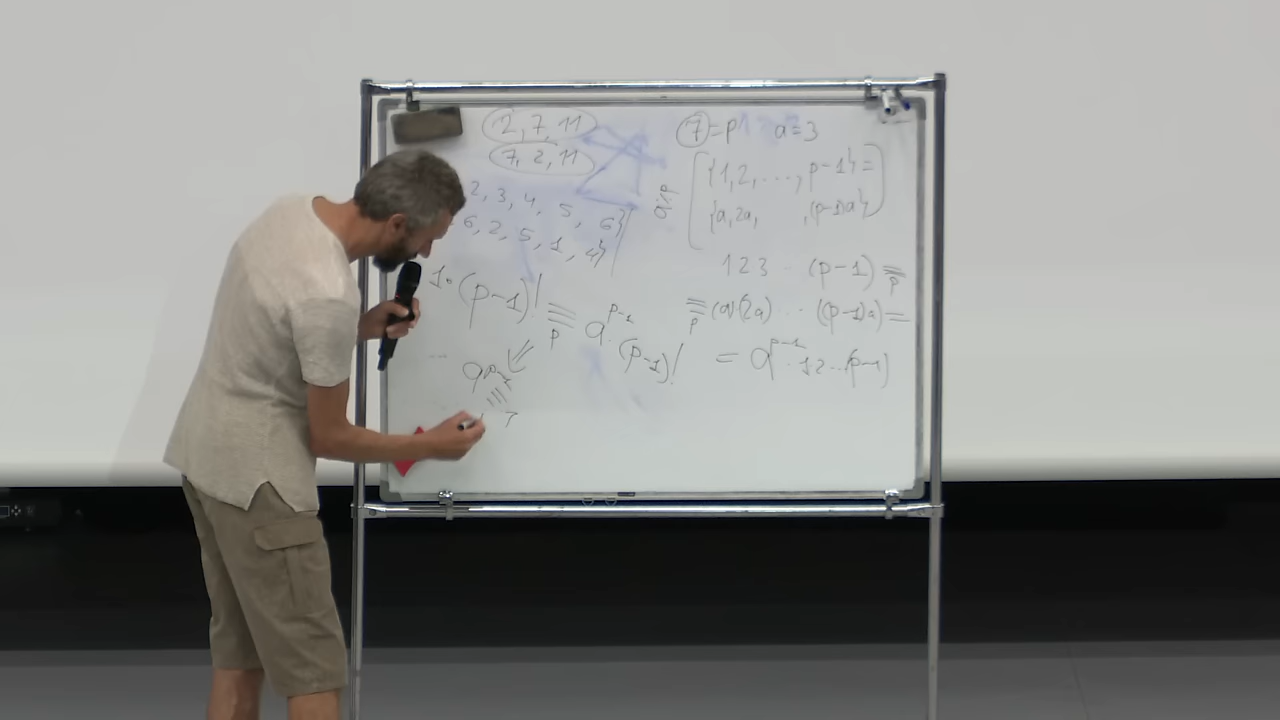 2, 7, 11
7, 2, 11
2, 3, 4, 5, 6}
6, 2, 5, 1, 4}
1·(p-1)! ≡ₚ a^(p-1)·(p-1)!
⇓
a^(p-1)
≡
7 = p a = 3
{1, 2, ..., p-1} =
{a, 2a, , (p-1)a}
1 2 3 ·· (p-1) ≡ₚ
≡ₚ (a)(2a) ··· ((p-1)a) =
= a^(p-1)·1 2 ... (p-1)